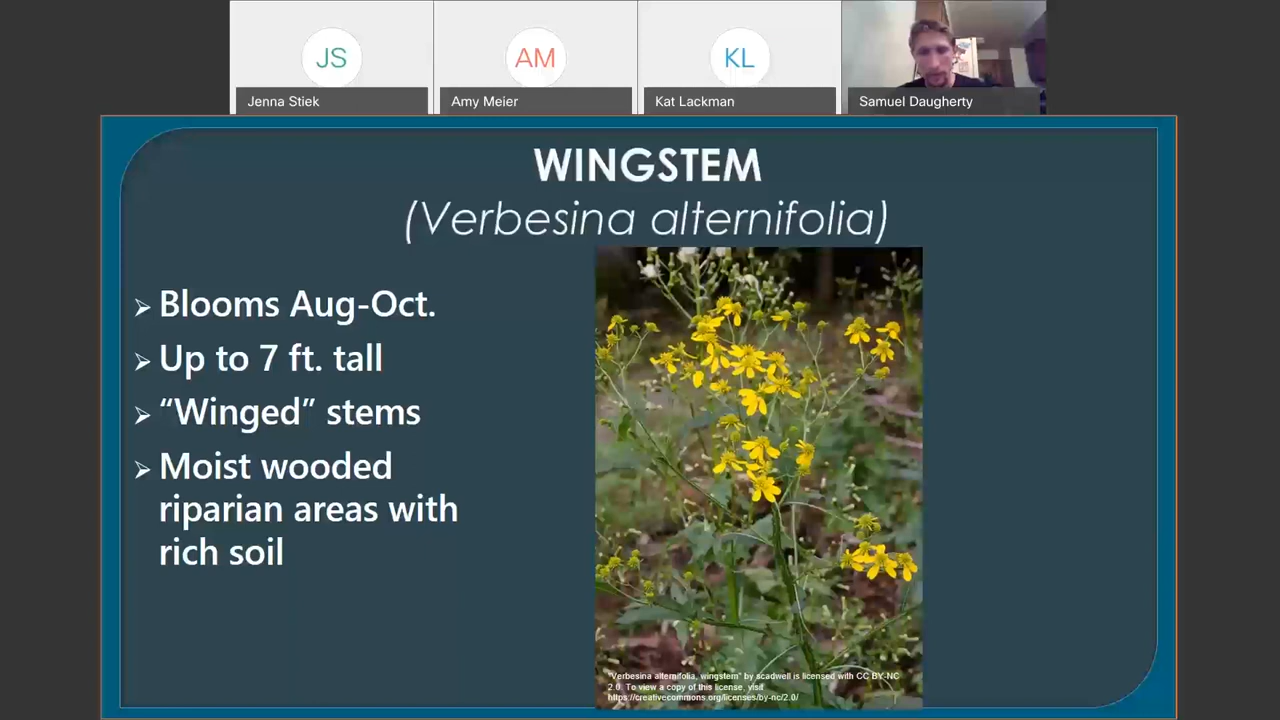 JS
AM
KL
Jenna Stiek
Amy Meier
Kat Lackman
Samuel Daugherty
WINGSTEM
(Verbesina alternifolia)
Blooms Aug-Oct.
Up to 7 ft. tall
“Winged” stems
Moist wooded
riparian areas with
rich soil
"Verbesina alternifolia, wingstem" by scadwell is licensed with CC BY-NC
2.0. To view a copy of this license, visit
https://creativecommons.org/licenses/by-nc/2.0/